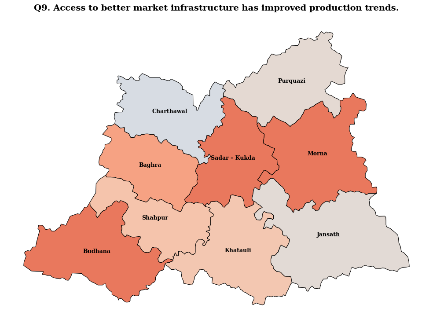 Q9. Access to better market infrastructure has improved production trends.
Purquazi
Charthawal
Sadar - Kukda
Morna
Baghra
Shahpur
Jansath
Budhana
Khatauli